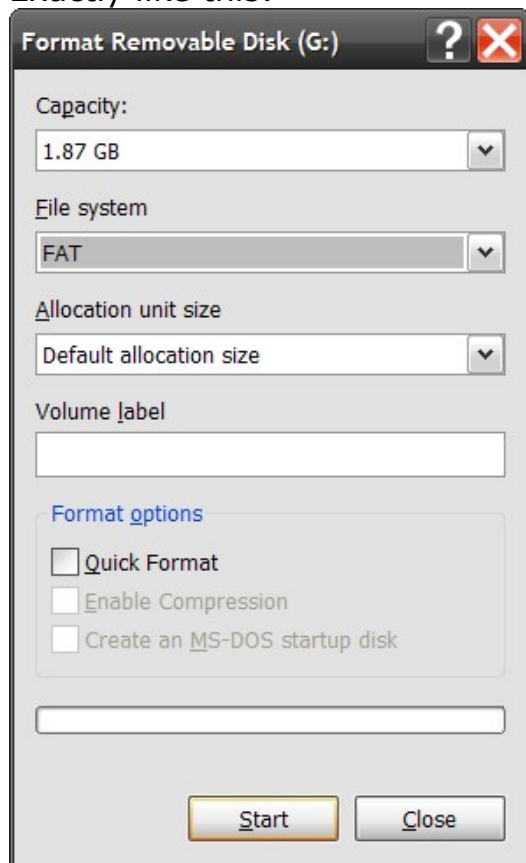 Format Removable Disk (G:)
Capacity:
1.87 GB
File system
FAT
Allocation unit size
Default allocation size
Volume label
Format options
Quick Format
Enable Compression
Create an MS-DOS startup disk
Start Close